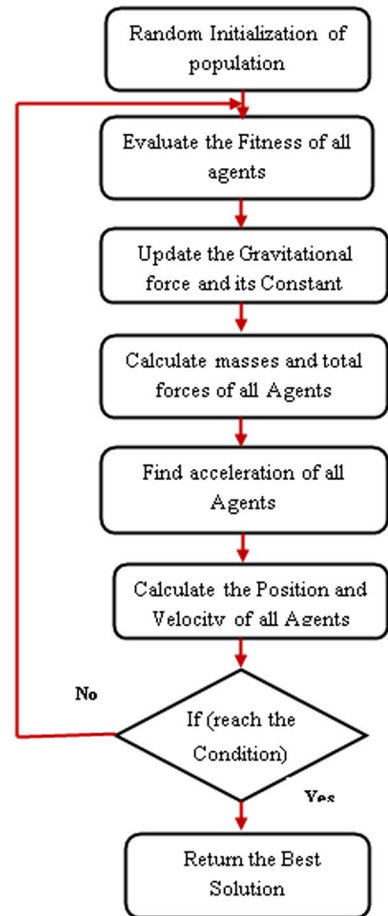 Random Initialization of
population
Evaluate the Fitness of all
agents
Update the Gravitational
force and its Constant
Calculate masses and total
forces of all Agents
Find acceleration of all
Agents
Calculate the Position and
Velocity of all Agents
No
If (reach the
Condition)
Yes
Return the Best
Solution